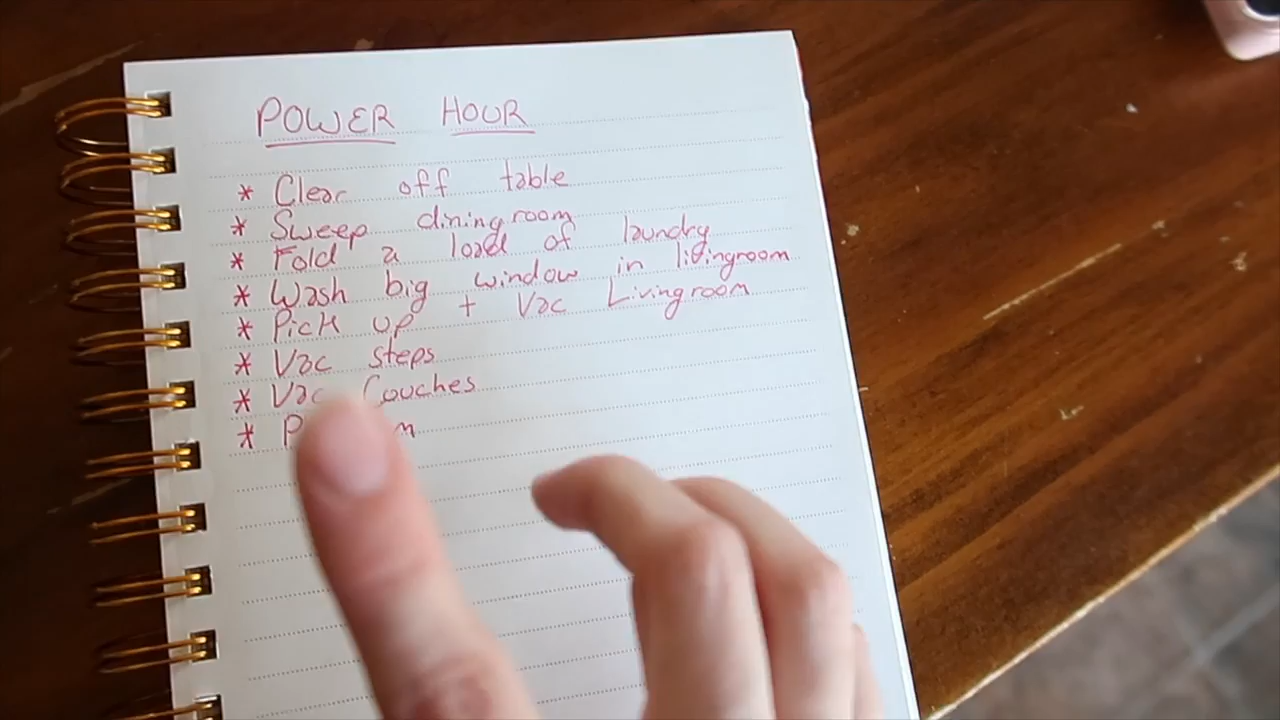 POWER HOUR
* Clear off table
* Sweep diningroom
* Fold a load of laundry
* Wash big window in livingroom
* Pick up + Vac Livingroom
* Vac steps
* Vac Couches
*